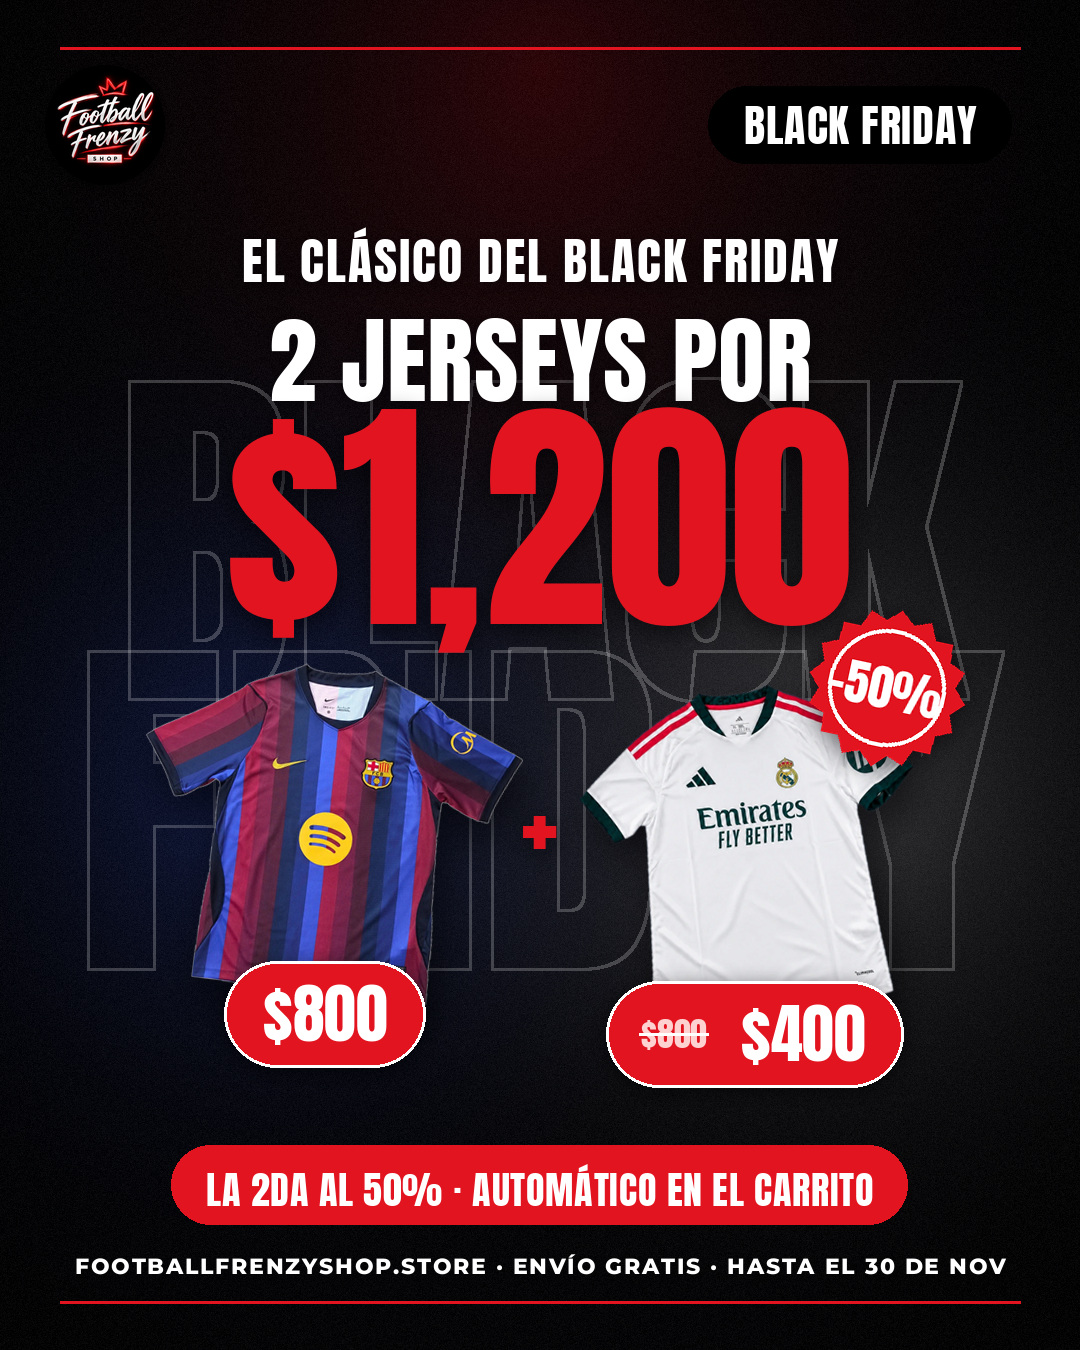 Football
Frenzy
SHOP
BLACK FRIDAY
EL CLÁSICO DEL BLACK FRIDAY
2 JERSEYS POR
$1,200
BLACK
FRIDAY
-50%
Emirates
FLY BETTER
$800
$800 $400
LA 2DA AL 50% · AUTOMÁTICO EN EL CARRITO
FOOTBALLFRENZYSHOP.STORE · ENVÍO GRATIS · HASTA EL 30 DE NOV